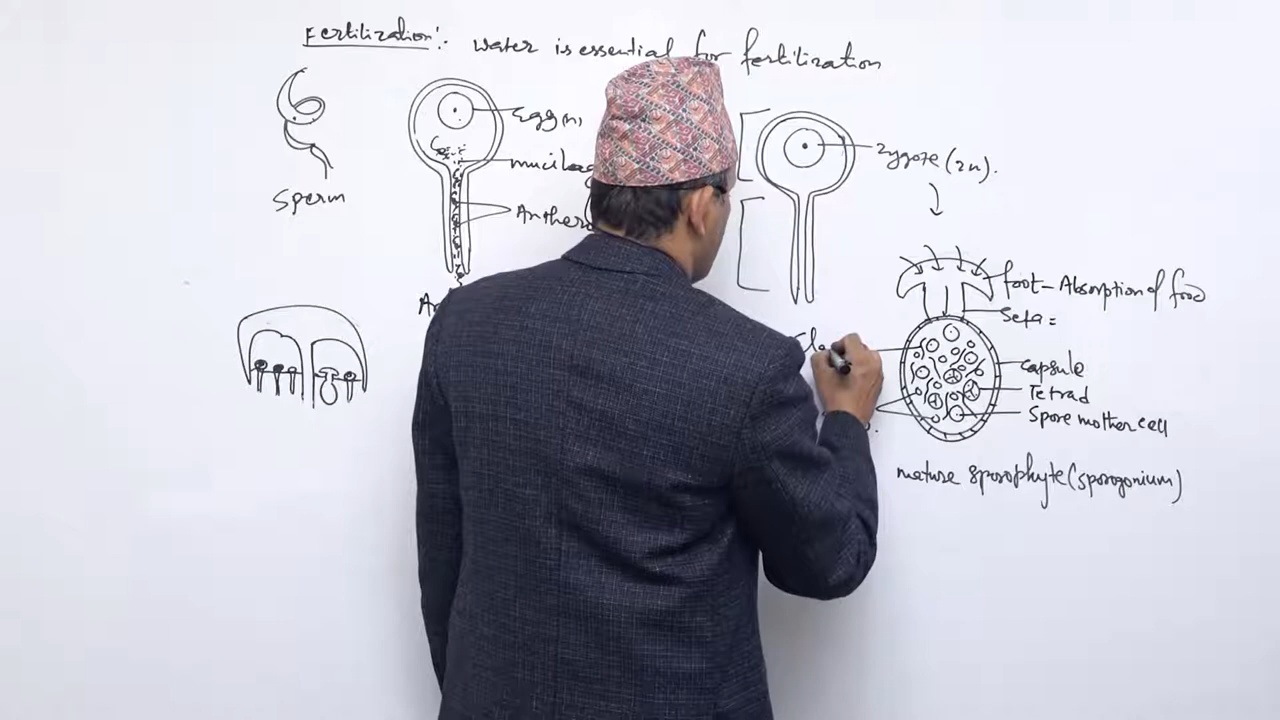 Fertilization:-
water is essential for fertilization
Egg (n)
zygote (2n).
sperm
foot - Absorption of food
Seta =
capsule
Tetrad
Spore mother cell
mature sporophyte (sporogonium)